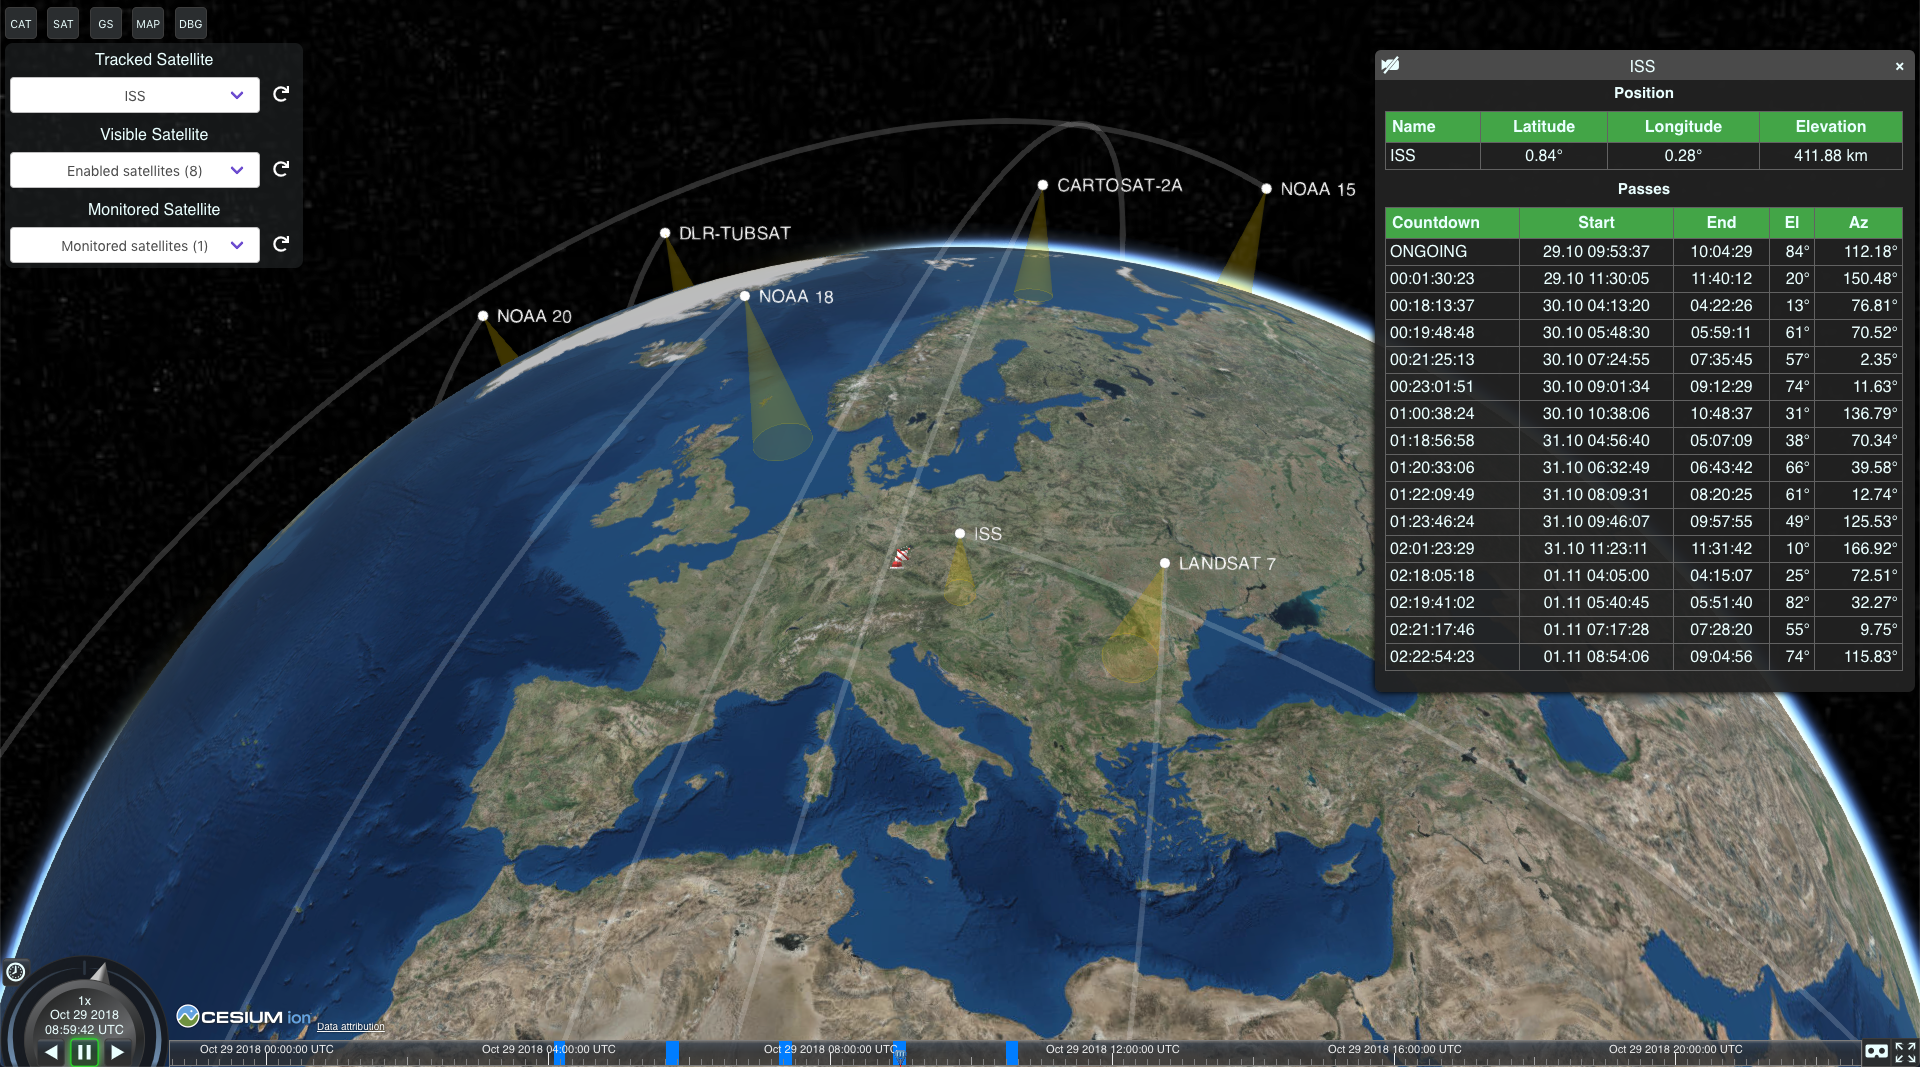 CAT SAT GS MAP DBG
Tracked Satellite
ISS
Visible Satellite
Enabled satellites (8)
Monitored Satellite
Monitored satellites (1)
CARTOSAT-2A
NOAA 15
DLR-TUBSAT
NOAA 18
NOAA 20
ISS
LANDSAT 7
ISS ×
Position
Name Latitude Longitude Elevation
ISS 0.84° 0.28° 411.88 km
Passes
Countdown Start End El Az
ONGOING 29.10 09:53:37 10:04:29 84° 112.18°
00:01:30:23 29.10 11:30:05 11:40:12 20° 150.48°
00:18:13:37 30.10 04:13:20 04:22:26 13° 76.81°
00:19:48:48 30.10 05:48:30 05:59:11 61° 70.52°
00:21:25:13 30.10 07:24:55 07:35:45 57° 2.35°
00:23:01:51 30.10 09:01:34 09:12:29 74° 11.63°
01:00:38:24 30.10 10:38:06 10:48:37 31° 136.79°
01:18:56:58 31.10 04:56:40 05:07:09 38° 70.34°
01:20:33:06 31.10 06:32:49 06:43:42 66° 39.58°
01:22:09:49 31.10 08:09:31 08:20:25 61° 12.74°
01:23:46:24 31.10 09:46:07 09:57:55 49° 125.53°
02:01:23:29 31.10 11:23:11 11:31:42 10° 166.92°
02:18:05:18 01.11 04:05:00 04:15:07 25° 72.51°
02:19:41:02 01.11 05:40:45 05:51:40 82° 32.27°
02:21:17:46 01.11 07:17:28 07:28:20 55° 9.75°
02:22:54:23 01.11 08:54:06 09:04:56 74° 115.83°
1x
Oct 29 2018
08:59:42 UTC
CESIUM ion Data attribution
Oct 29 2018 00:00:00 UTC Oct 29 2018 04:00:00 UTC Oct 29 2018 08:00:00 UTC Oct 29 2018 12:00:00 UTC Oct 29 2018 16:00:00 UTC Oct 29 2018 20:00:00 UTC